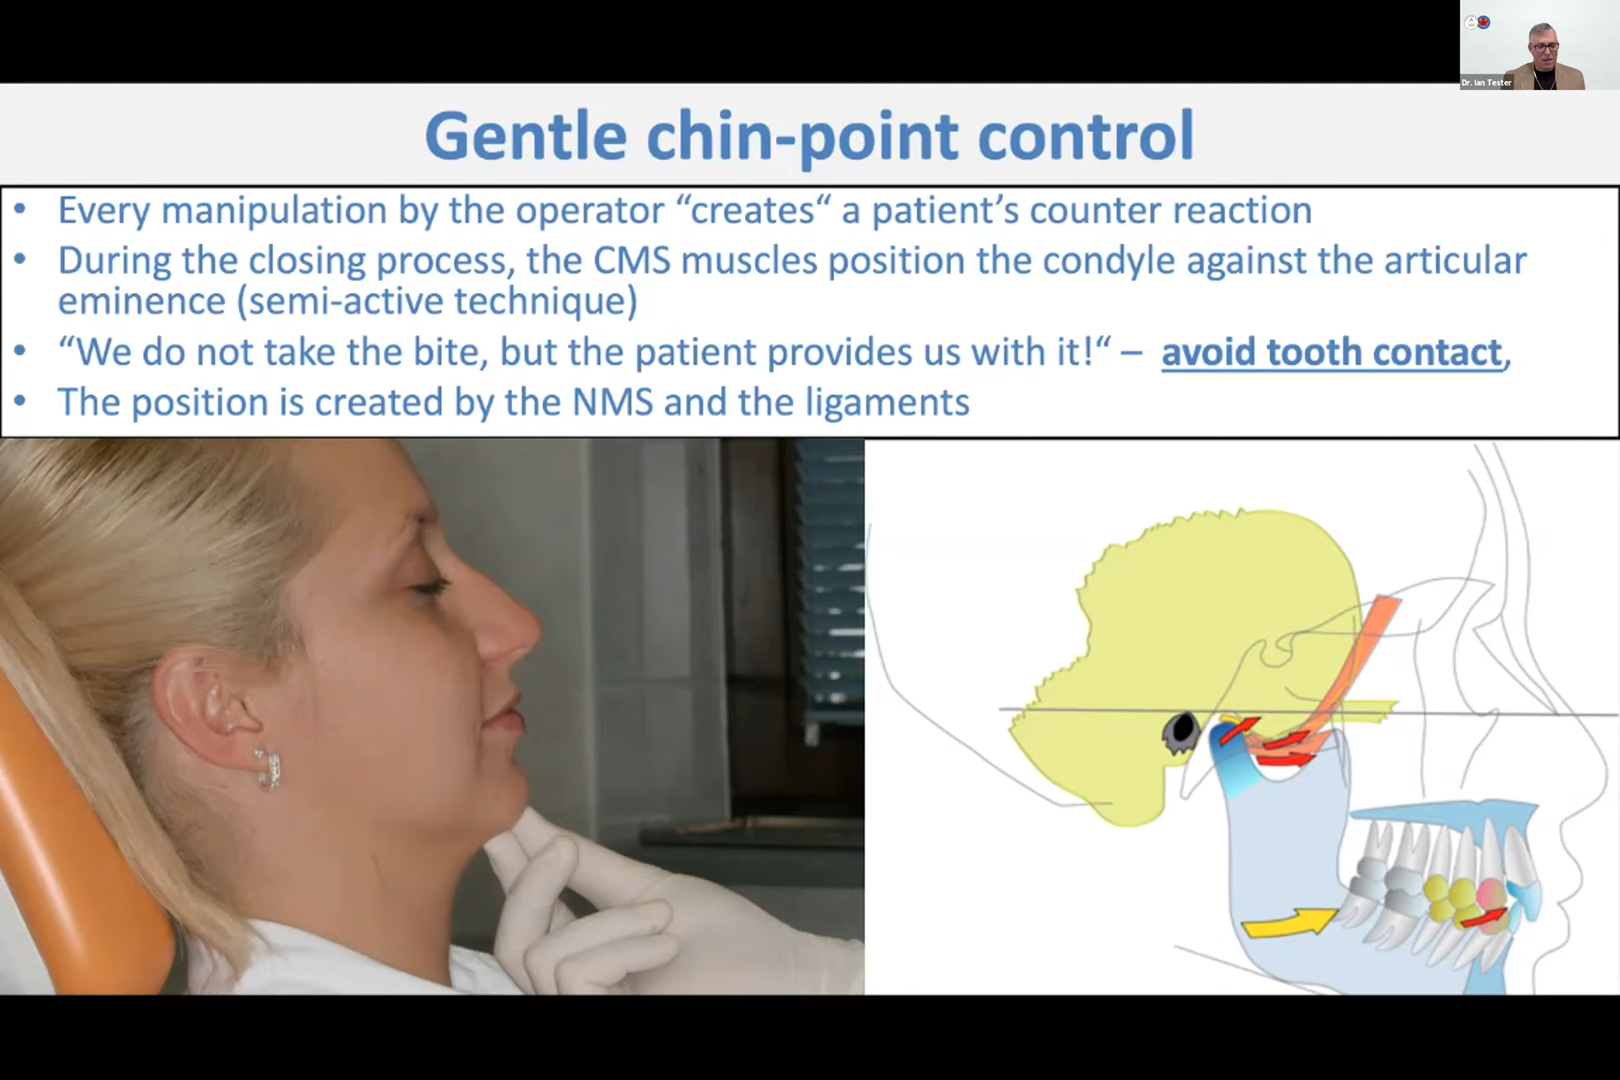 Dr. Ian Tester
Gentle chin-point control
• Every manipulation by the operator “creates“ a patient’s counter reaction
• During the closing process, the CMS muscles position the condyle against the articular
eminence (semi-active technique)
• “We do not take the bite, but the patient provides us with it!“ – avoid tooth contact,
• The position is created by the NMS and the ligaments